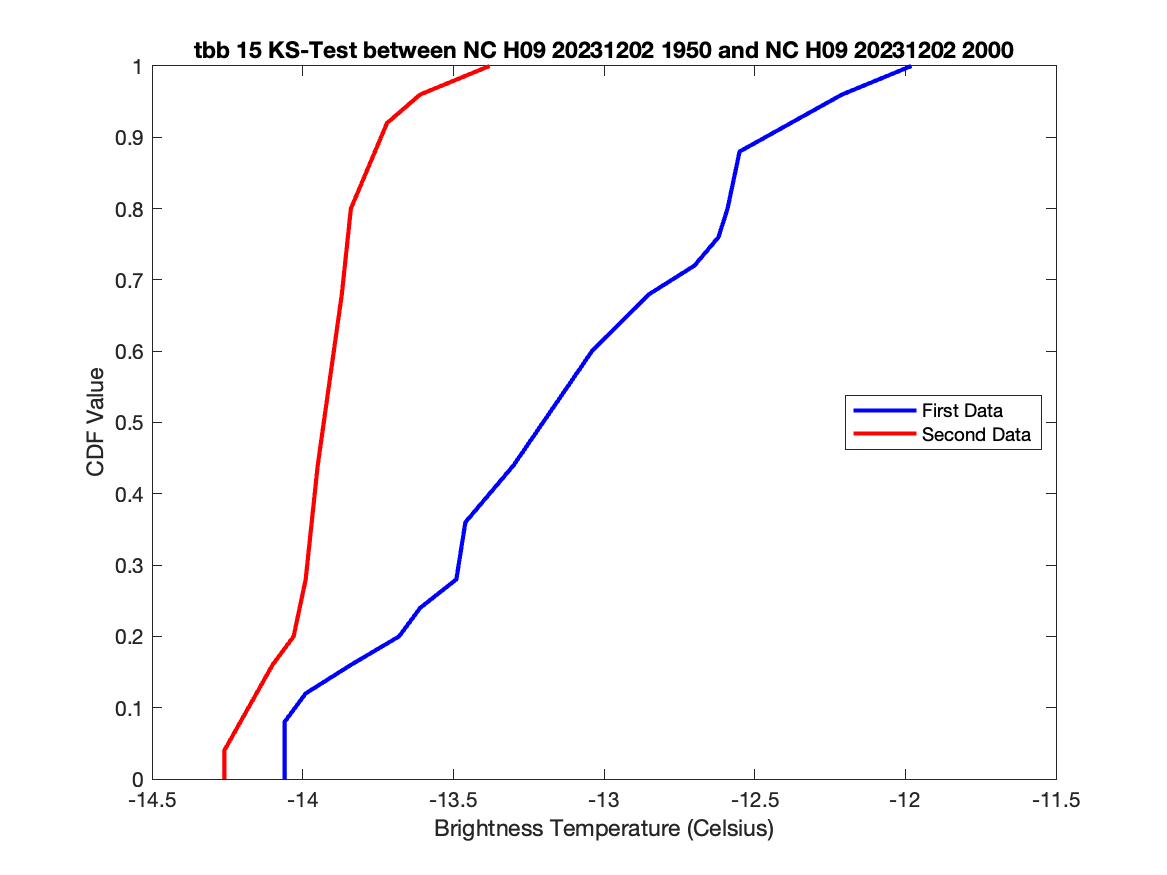 tbb 15 KS-Test between NC H09 20231202 1950 and NC H09 20231202 2000
1
0.9
0.8
0.7
0.6
0.5
0.4
0.3
0.2
0.1
0
CDF Value
First Data
Second Data
-14.5 -14 -13.5 -13 -12.5 -12 -11.5
Brightness Temperature (Celsius)